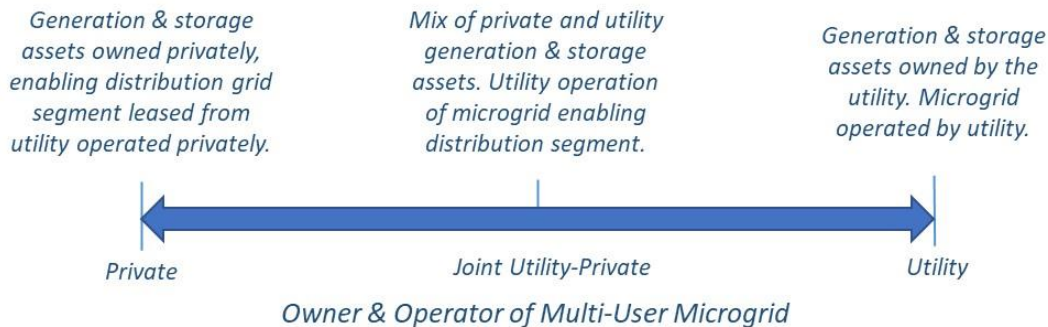 Generation & storage
assets owned privately,
enabling distribution grid
segment leased from
utility operated privately.
Mix of private and utility
generation & storage
assets. Utility operation
of microgrid enabling
distribution segment.
Generation & storage
assets owned by the
utility. Microgrid
operated by utility.
Private
Joint Utility-Private
Utility
Owner & Operator of Multi-User Microgrid